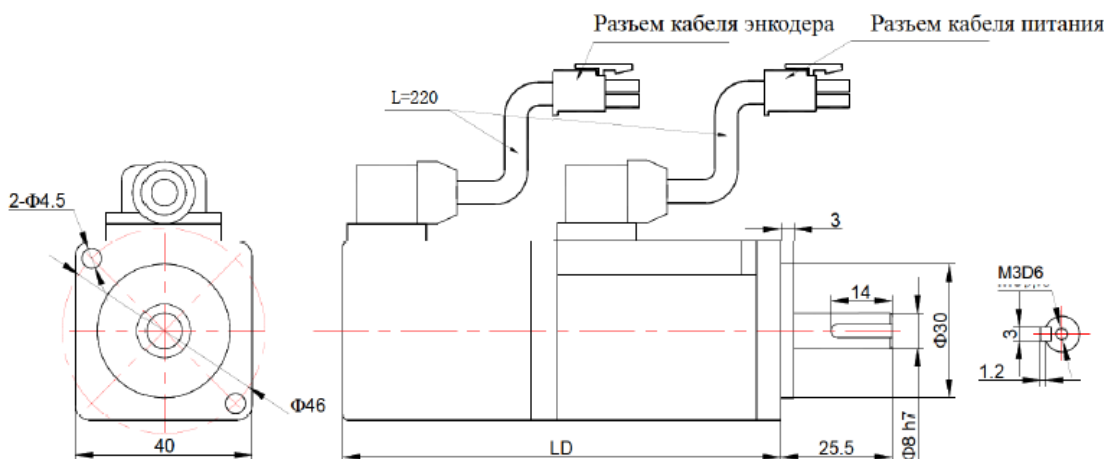 Разъем кабеля энкодера
Разъем кабеля питания
L=220
2-Φ4.5
3
M3D6
14
Φ30
3
1.2
Φ46
Φ8 h7
40
LD
25.5